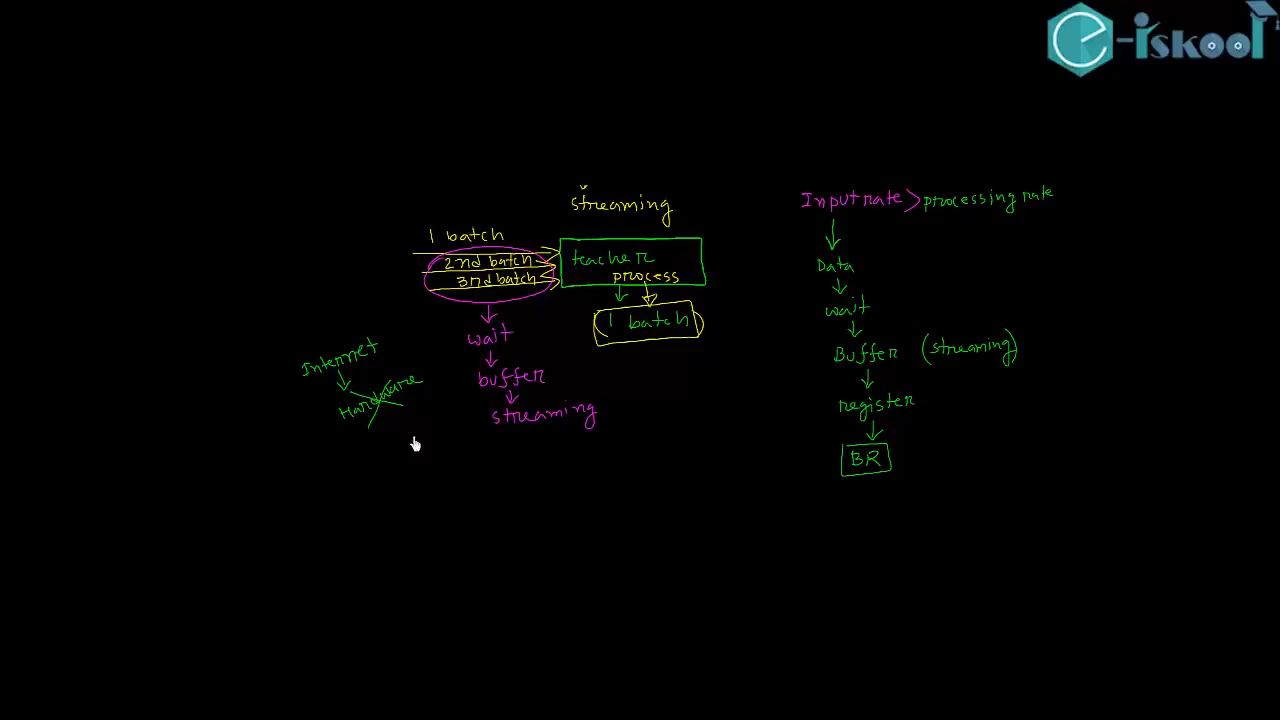 e-iskool
streaming
1 batch
2nd batch
3rd batch
teacher
process
1 batch
wait
buffer
streaming
Internet
Hardware
Input rate > processing rate
Data
wait
Buffer (streaming)
register
BR